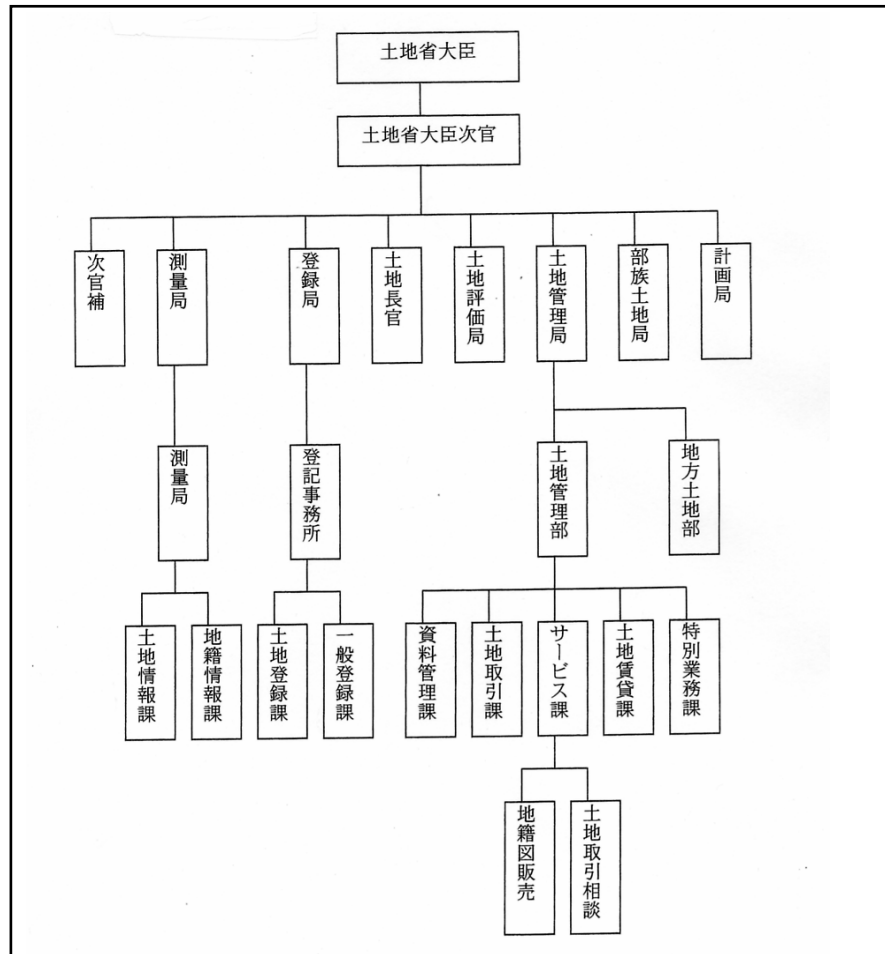 土地省大臣
土地省大臣次官
次官補
測量局
登録局
土地長官
土地評価局
土地管理局
部族土地局
計画局
測量局
登記事務所
土地管理部
地方土地部
土地情報課
地籍情報課
土地登録課
一般登録課
資料管理課
土地取引課
サービス課
土地賃貸課
特別業務課
地籍図販売
土地取引相談